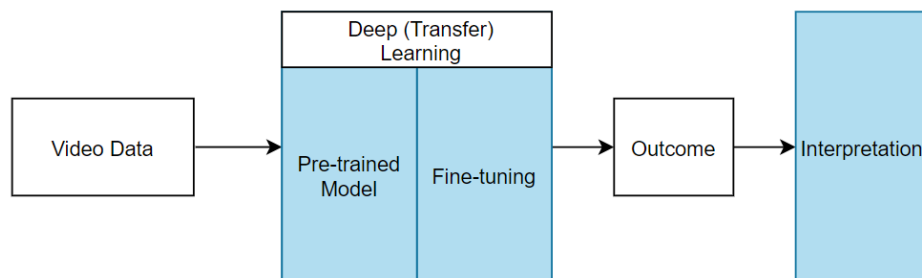 Deep (Transfer)
Learning
Video Data
Pre-trained
Model
Fine-tuning
Outcome
Interpretation